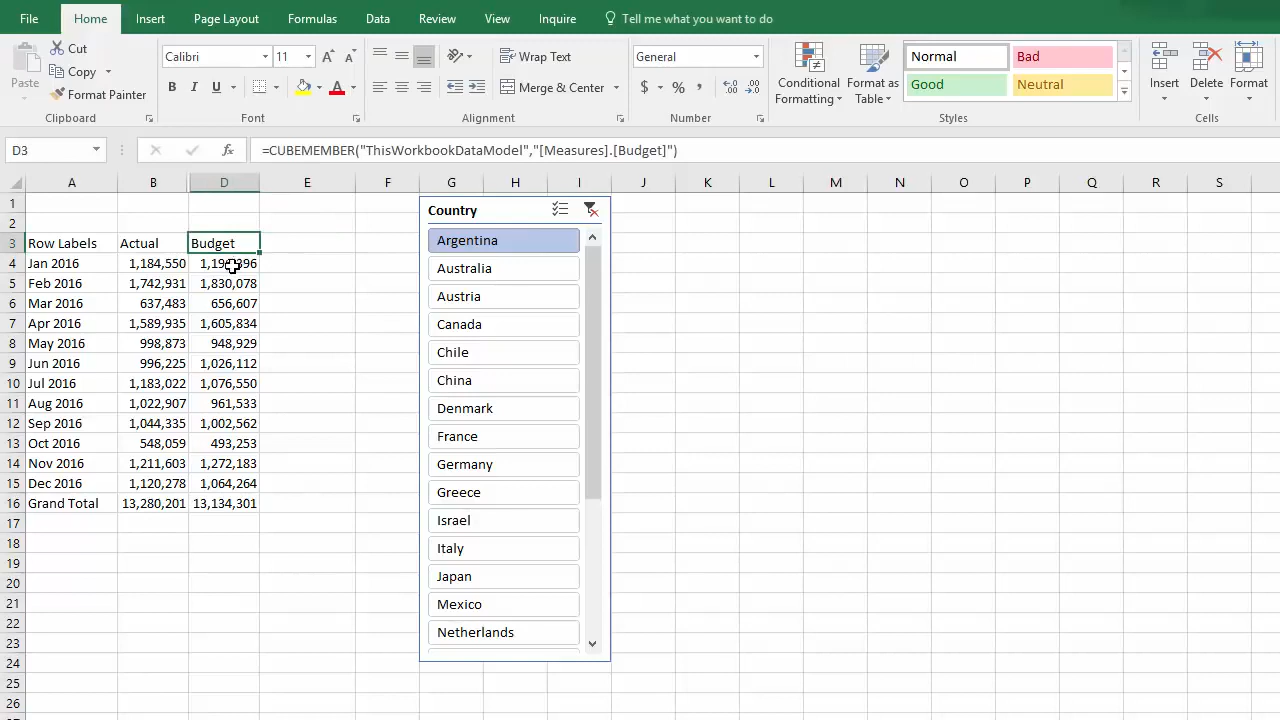 File Home Insert Page Layout Formulas Data Review View Inquire Tell me what you want to do
Paste Cut Copy Format Painter Clipboard
Calibri 11 A A B I U A Font
Wrap Text Merge & Center Alignment
General $ % , Number
Conditional Formatting Format as Table Normal Bad Good Neutral Styles
Insert Delete Format Cells
D3 fx =CUBEMEMBER("ThisWorkbookDataModel","[Measures].[Budget]")
A B D E F G H I J K L M N O P Q R S
1
2
3 Row Labels Actual Budget
4 Jan 2016 1,184,550
5 Feb 2016 1,742,931 1,830,078
6 Mar 2016 637,483 656,607
7 Apr 2016 1,589,935 1,605,834
8 May 2016 998,873 948,929
9 Jun 2016 996,225 1,026,112
10 Jul 2016 1,183,022 1,076,550
11 Aug 2016 1,022,907 961,533
12 Sep 2016 1,044,335 1,002,562
13 Oct 2016 548,059 493,253
14 Nov 2016 1,211,603 1,272,183
15 Dec 2016 1,120,278 1,064,264
16 Grand Total 13,280,201 13,134,301
17
18
19
20
21
22
23
24
25
26
Country
Argentina
Australia
Austria
Canada
Chile
China
Denmark
France
Germany
Greece
Israel
Italy
Japan
Mexico
Netherlands